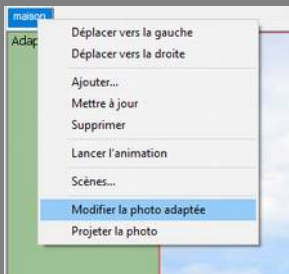 maison
Déplacer vers la gauche
Adap
Déplacer vers la droite
Ajouter...
Mettre à jour
Supprimer
Lancer l'animation
Scènes...
Modifier la photo adaptée
Projeter la photo